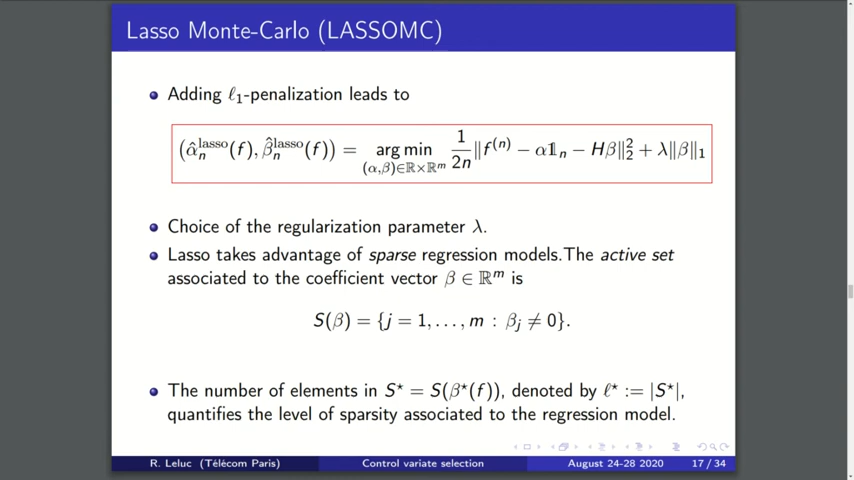 Lasso Monte-Carlo (LASSOMC)
Adding ℓ₁-penalization leads to
(α̂ₙˡᵃˢˢᵒ(f), β̂ₙˡᵃˢˢᵒ(f)) = arg min_{(α,β)∈ℝ×ℝᵐ} 1/2n ‖f⁽ⁿ⁾ − α𝟙ₙ − Hβ‖₂² + λ‖β‖₁
Choice of the regularization parameter λ.
Lasso takes advantage of sparse regression models.The active set
associated to the coefficient vector β ∈ ℝᵐ is
S(β) = {j = 1, . . . , m : βⱼ ≠ 0}.
The number of elements in S⋆ = S(β⋆(f)), denoted by ℓ⋆ := |S⋆|,
quantifies the level of sparsity associated to the regression model.
R. Leluc (Télécom Paris) Control variate selection August 24-28 2020 17 / 34